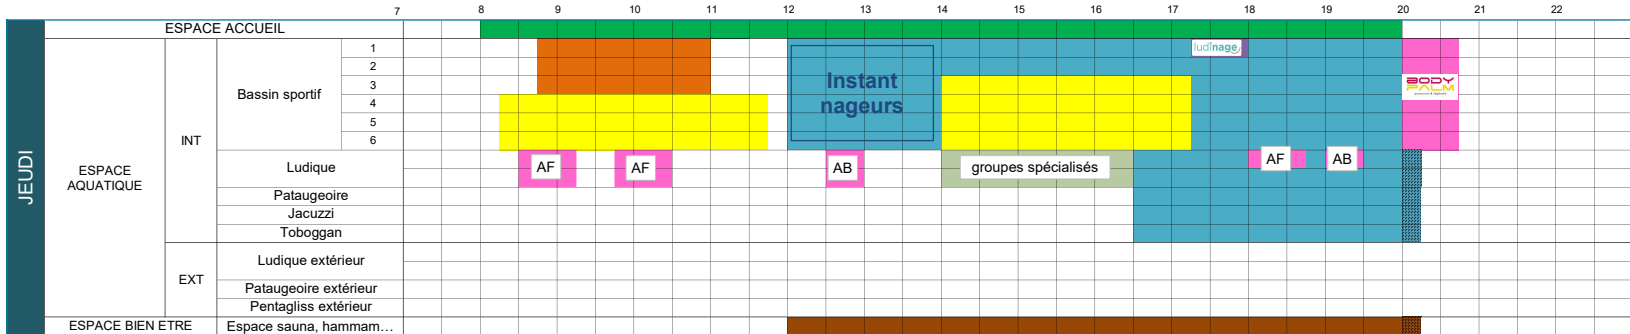 7 8 9 10 11 12 13 14 15 16 17 18 19 20 21 22
JEUDI
ESPACE ACCUEIL
ESPACE
AQUATIQUE
INT
Bassin sportif
1
2
3
4
5
6
ludinage
Instant
nageurs
BODY
PALM
Ludique
AF
AF
AB
groupes spécialisés
AF
AB
Pataugeoire
Jacuzzi
Toboggan
EXT
Ludique extérieur
Pataugeoire extérieur
Pentagliss extérieur
ESPACE BIEN ETRE
Espace sauna, hammam…